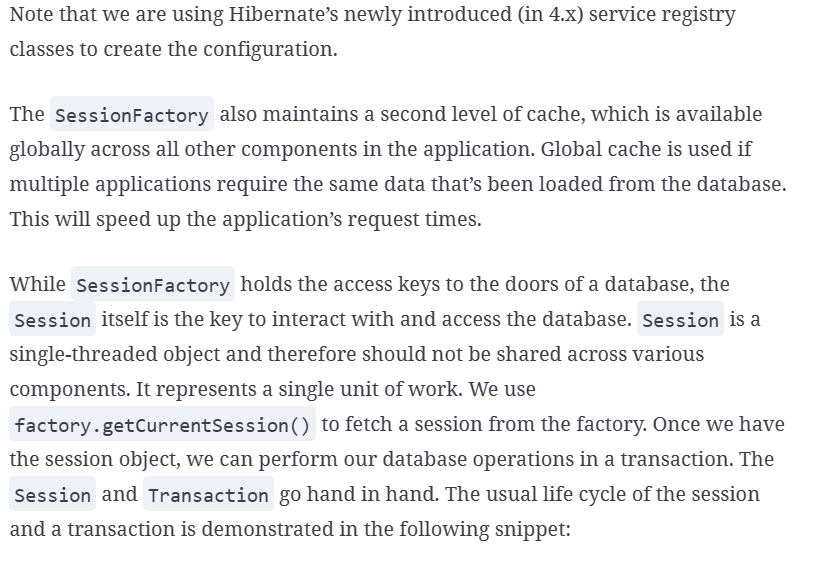 Note that we are using Hibernate’s newly introduced (in 4.x) service registry
classes to create the configuration.
The SessionFactory also maintains a second level of cache, which is available
globally across all other components in the application. Global cache is used if
multiple applications require the same data that’s been loaded from the database.
This will speed up the application’s request times.
While SessionFactory holds the access keys to the doors of a database, the
Session itself is the key to interact with and access the database. Session is a
single-threaded object and therefore should not be shared across various
components. It represents a single unit of work. We use
factory.getCurrentSession() to fetch a session from the factory. Once we have
the session object, we can perform our database operations in a transaction. The
Session and Transaction go hand in hand. The usual life cycle of the session
and a transaction is demonstrated in the following snippet: